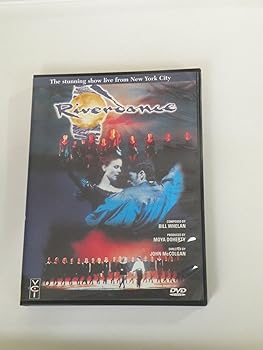 The stunning show live from New York City
Riverdance
COMPOSED BY
BILL WHELAN
PRODUCED BY
MOYA DOHERTY
DIRECTED BY
JOHN McCOLGAN
VCI
DVD